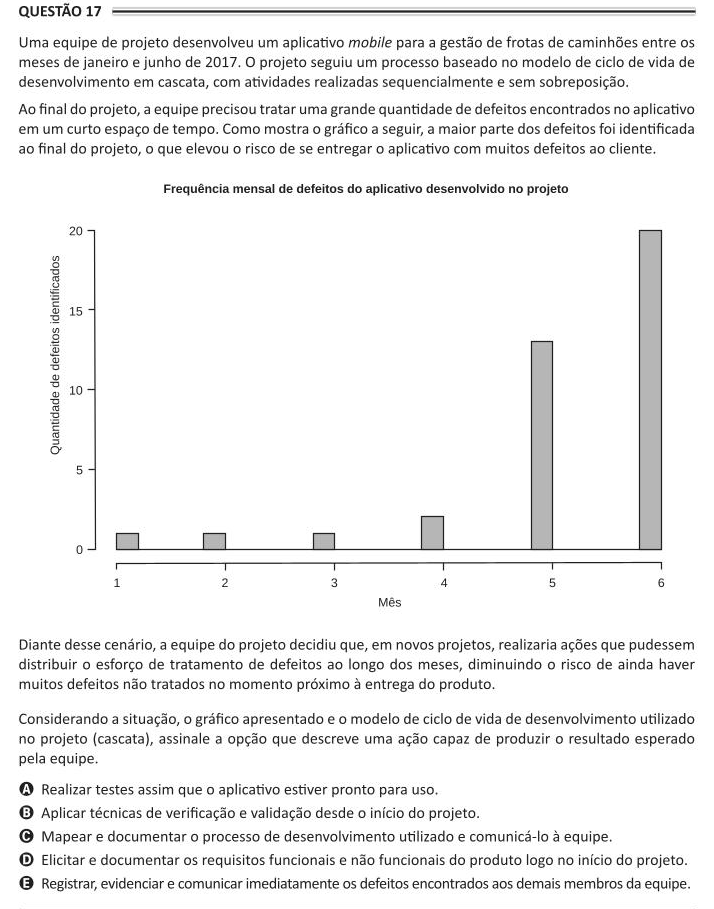 QUESTÃO 17
Uma equipe de projeto desenvolveu um aplicativo mobile para a gestão de frotas de caminhões entre os
meses de janeiro e junho de 2017. O projeto seguiu um processo baseado no modelo de ciclo de vida de
desenvolvimento em cascata, com atividades realizadas sequencialmente e sem sobreposição.
Ao final do projeto, a equipe precisou tratar uma grande quantidade de defeitos encontrados no aplicativo
em um curto espaço de tempo. Como mostra o gráfico a seguir, a maior parte dos defeitos foi identificada
ao final do projeto, o que elevou o risco de se entregar o aplicativo com muitos defeitos ao cliente.
Frequência mensal de defeitos do aplicativo desenvolvido no projeto
Quantidade de defeitos identificados
20
15
10
5
0
1 2 3 4 5 6
Mês
Diante desse cenário, a equipe do projeto decidiu que, em novos projetos, realizaria ações que pudessem
distribuir o esforço de tratamento de defeitos ao longo dos meses, diminuindo o risco de ainda haver
muitos defeitos não tratados no momento próximo à entrega do produto.
Considerando a situação, o gráfico apresentado e o modelo de ciclo de vida de desenvolvimento utilizado
no projeto (cascata), assinale a opção que descreve uma ação capaz de produzir o resultado esperado
pela equipe.
A Realizar testes assim que o aplicativo estiver pronto para uso.
B Aplicar técnicas de verificação e validação desde o início do projeto.
C Mapear e documentar o processo de desenvolvimento utilizado e comunicá-lo à equipe.
D Elicitar e documentar os requisitos funcionais e não funcionais do produto logo no início do projeto.
E Registrar, evidenciar e comunicar imediatamente os defeitos encontrados aos demais membros da equipe.